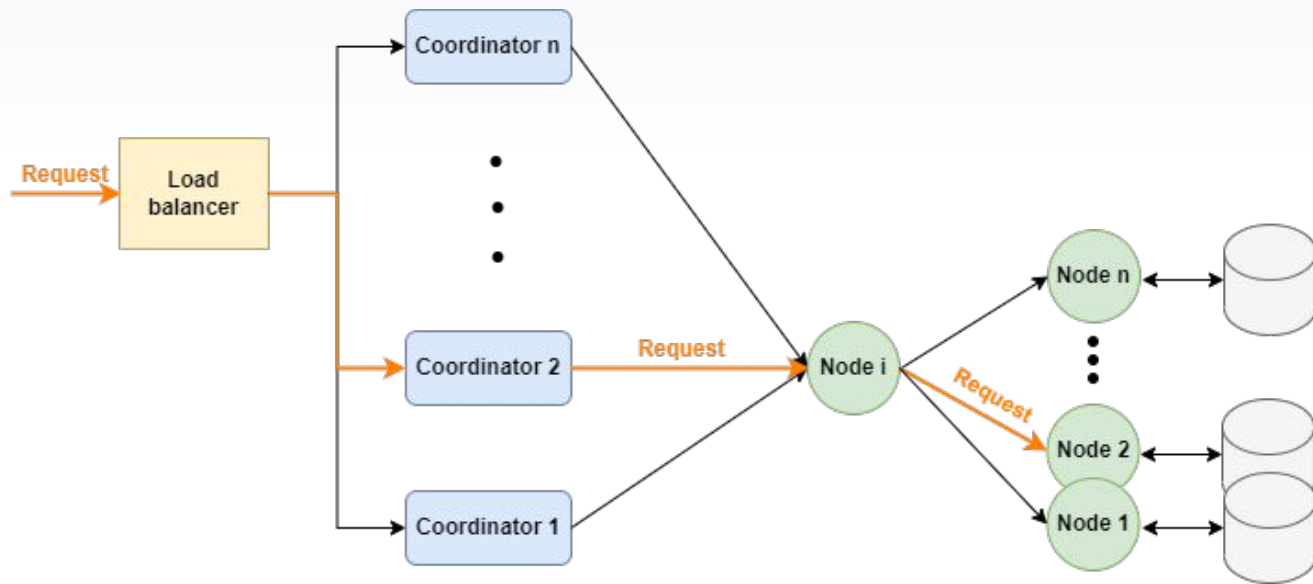 Coordinator n
Request
Load
balancer
Coordinator 2
Request
Node i
Coordinator 1
Node n
Request
Node 2
Node 1